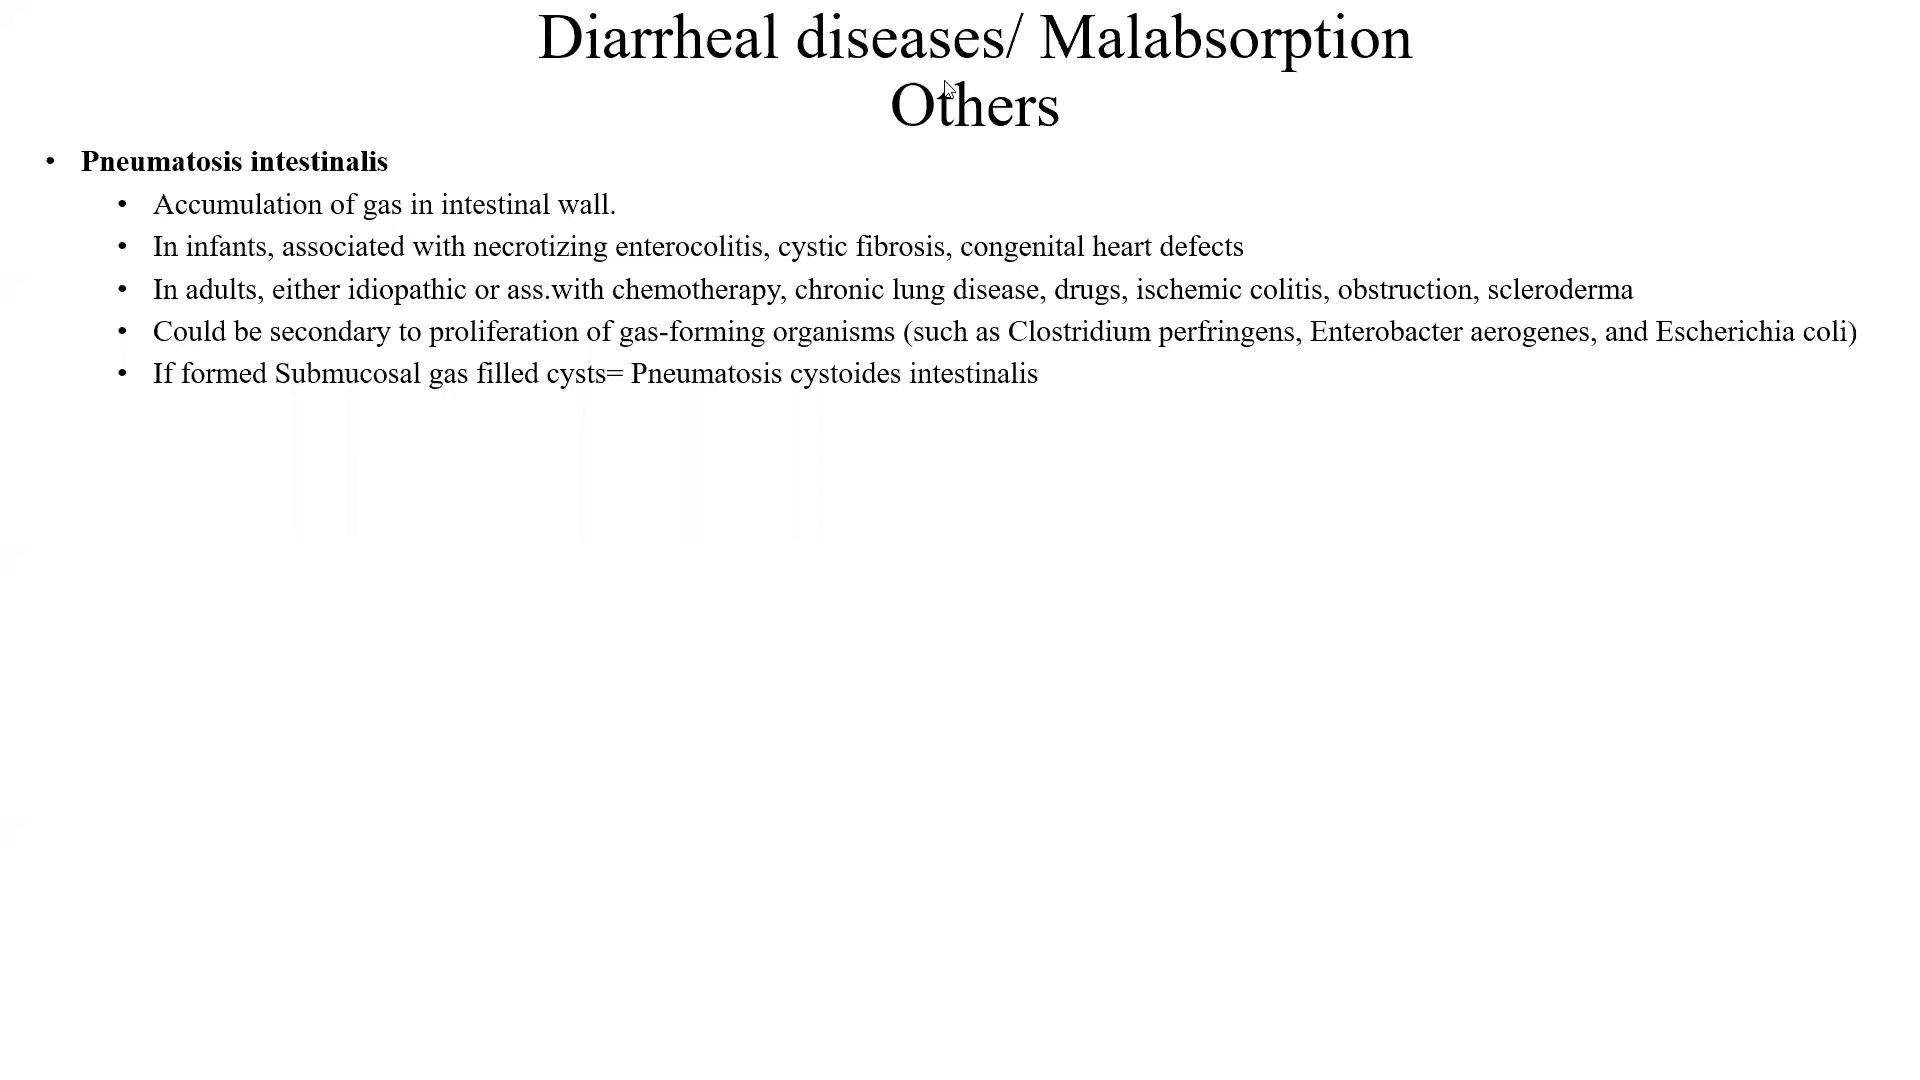 Diarrheal diseases/ Malabsorption
Others
• Pneumatosis intestinalis
• Accumulation of gas in intestinal wall.
• In infants, associated with necrotizing enterocolitis, cystic fibrosis, congenital heart defects
• In adults, either idiopathic or ass.with chemotherapy, chronic lung disease, drugs, ischemic colitis, obstruction, scleroderma
• Could be secondary to proliferation of gas-forming organisms (such as Clostridium perfringens, Enterobacter aerogenes, and Escherichia coli)
• If formed Submucosal gas filled cysts= Pneumatosis cystoides intestinalis